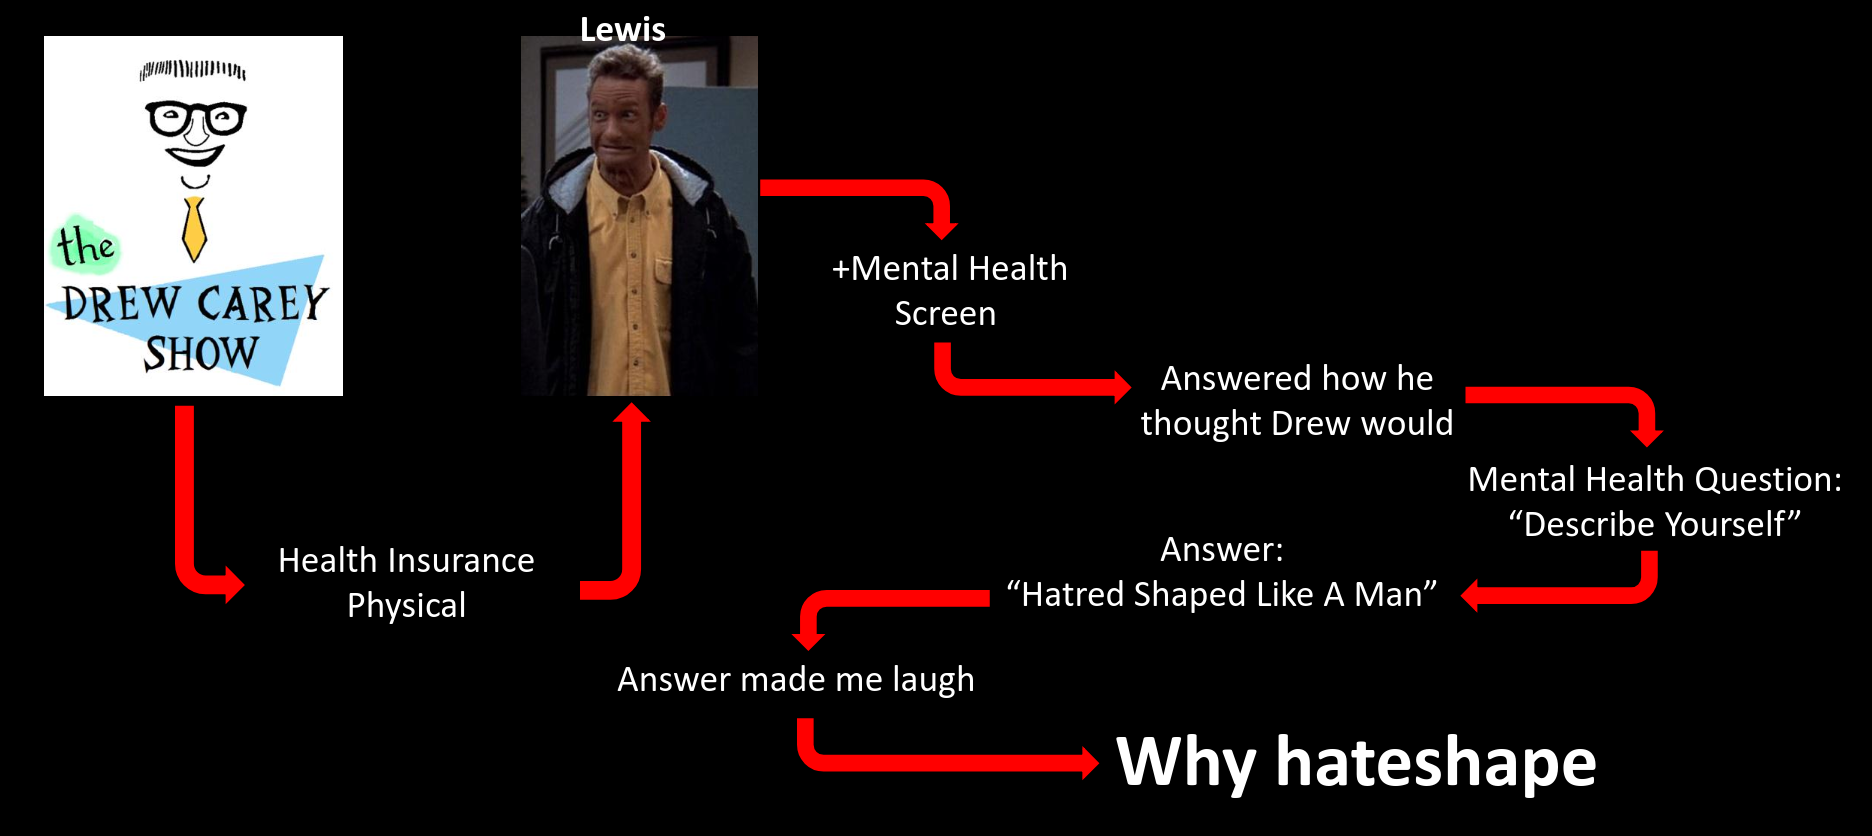 the
DREW CAREY
SHOW
Health Insurance
Physical
Lewis
+Mental Health
Screen
Answered how he
thought Drew would
Mental Health Question:
“Describe Yourself”
Answer:
“Hatred Shaped Like A Man”
Answer made me laugh
Why hateshape